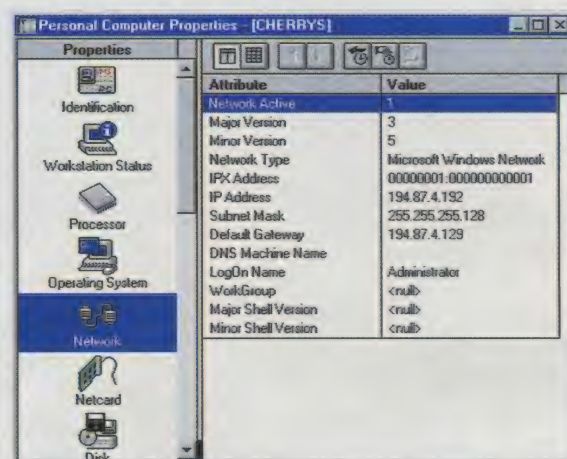 Personal Computer Properties - [CHERRYS]
Properties
Identification
Workstation Status
Processor
Operating System
Network
Netcard
Disk
Attribute Value
Network Active 1
Major Version 3
Minor Version 5
Network Type Microsoft Windows Network
IPX Address 00000001:000000000001
IP Address 194.87.4.192
Subnet Mask 255.255.255.128
Default Gateway 194.87.4.129
DNS Machine Name
LogOn Name Administrator
WorkGroup <null>
Major Shell Version <null>
Minor Shell Version <null>